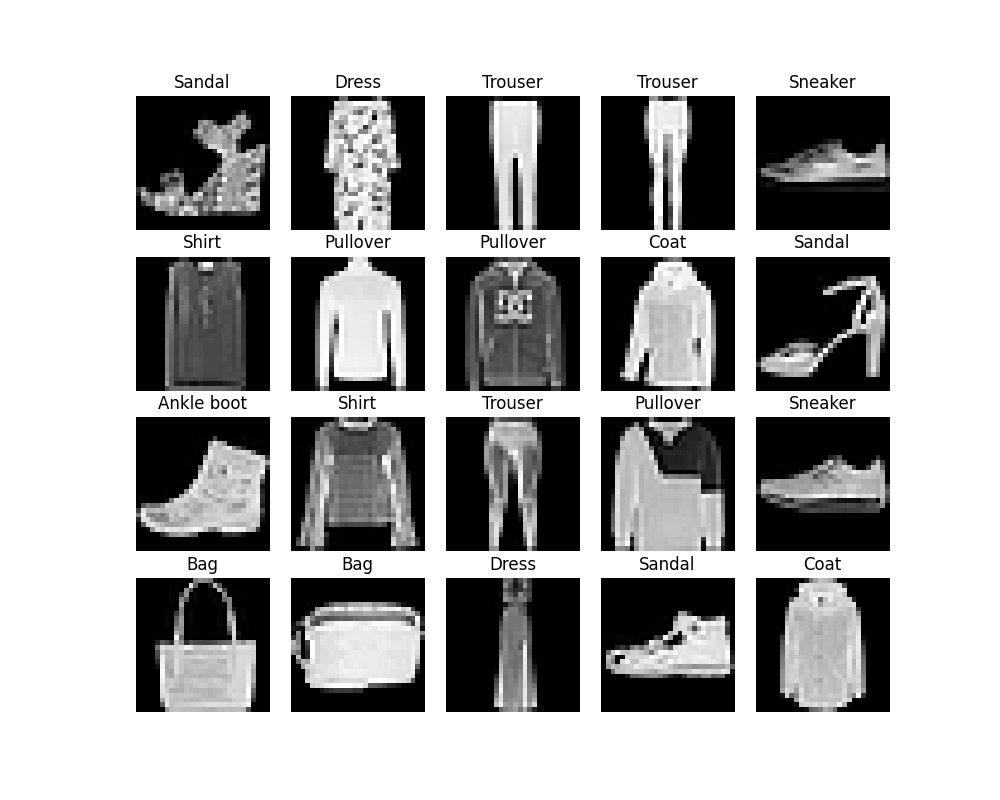 Sandal Dress Trouser Trouser Sneaker
Shirt Pullover Pullover Coat Sandal
Ankle boot Shirt Trouser Pullover Sneaker
Bag Bag Dress Sandal Coat